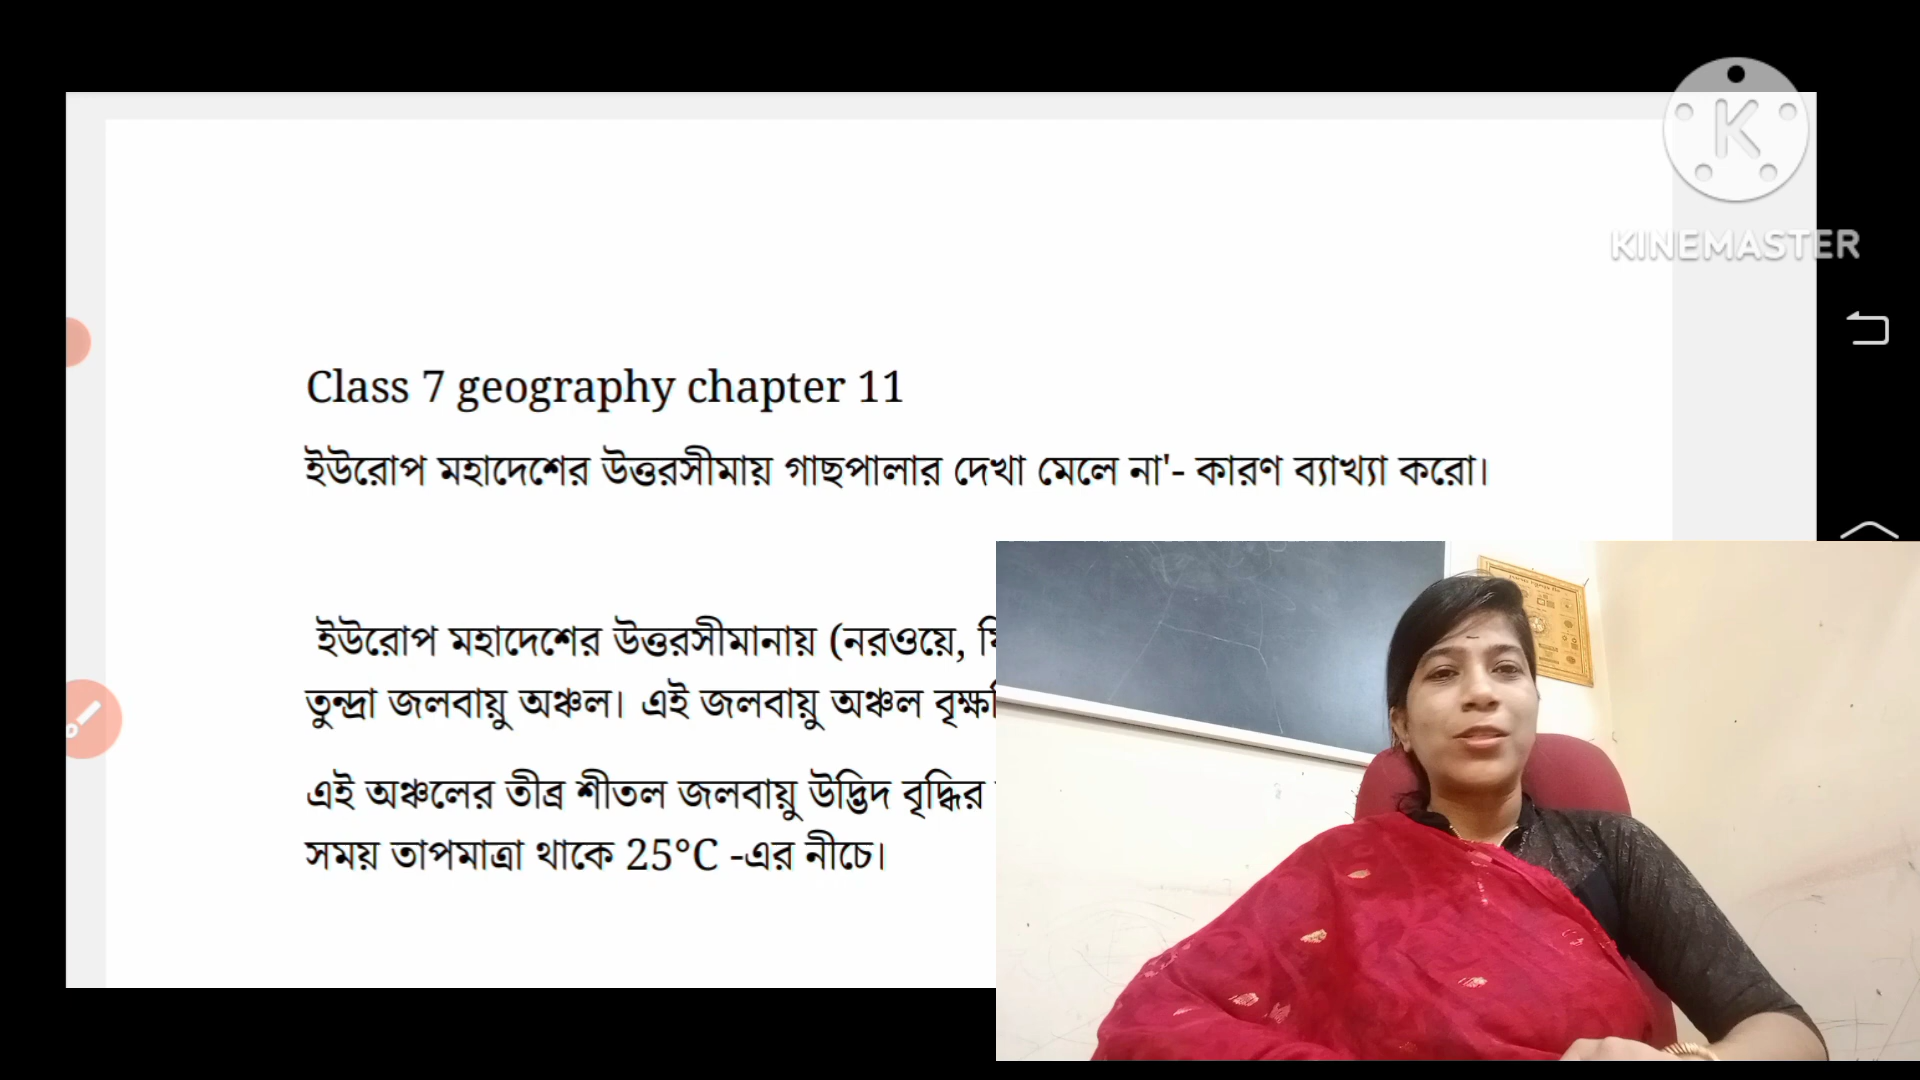 KINEMASTER
Class 7 geography chapter 11
ইউরোপ মহাদেশের উত্তরসীমায় গাছপালার দেখা মেলে না'- কারণ ব্যাখ্যা করো।
ইউরোপ মহাদেশের উত্তরসীমানায় (নরওয়ে,
তুন্দ্রা জলবায়ু অঞ্চল। এই জলবায়ু অঞ্চল
এই অঞ্চলের তীব্র শীতল জলবায়ু উদ্ভিদ বৃদ্ধির
সময় তাপমাত্রা থাকে 25°C -এর নীচে।